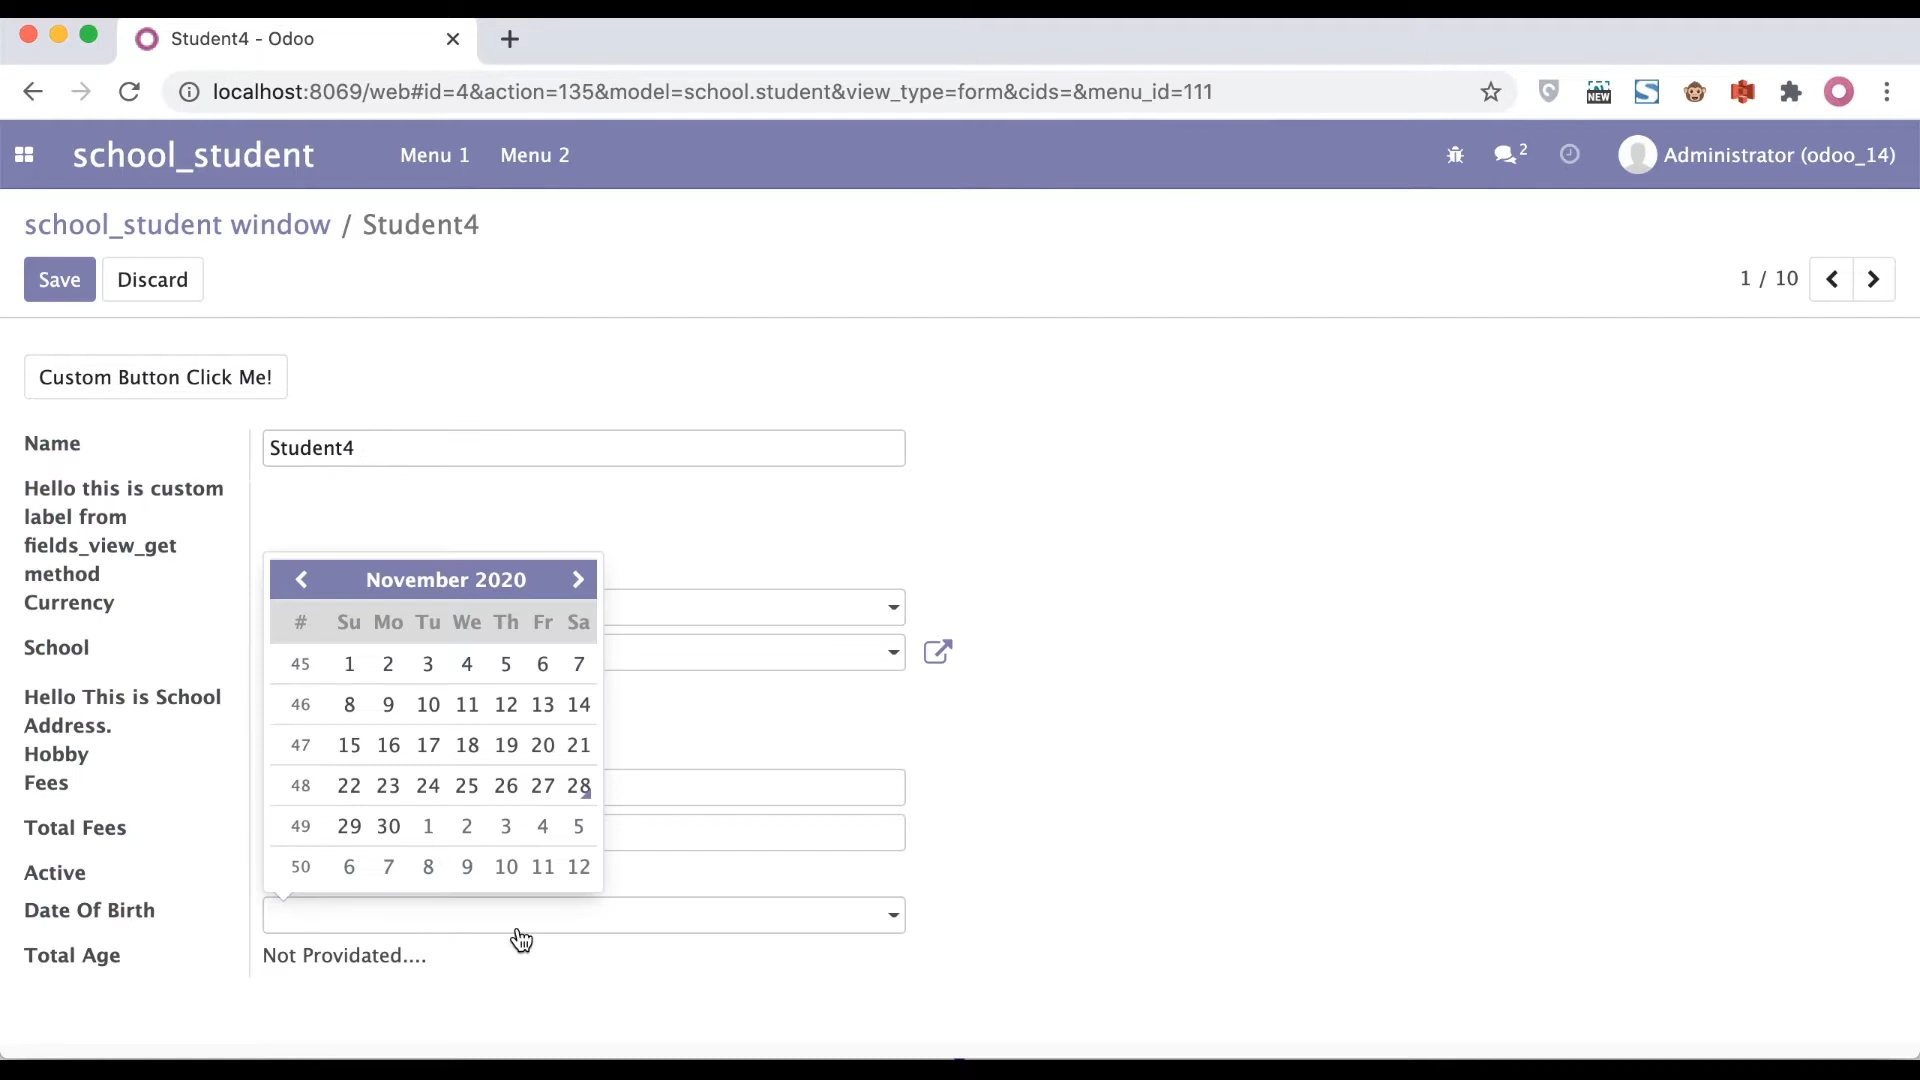 Student4 - Odoo
localhost:8069/web#id=4&action=135&model=school.student&view_type=form&cids=&menu_id=111
NEW
school_student Menu 1 Menu 2 2 Administrator (odoo_14)
school_student window / Student4
Save Discard 1 / 10
Custom Button Click Me!
Name Student4
Hello this is custom
label from
fields_view_get
method
Currency
School
Hello This is School
Address.
Hobby
Fees
Total Fees
Active
Date Of Birth
Total Age Not Providated....
November 2020
# Su Mo Tu We Th Fr Sa
45 1 2 3 4 5 6 7
46 8 9 10 11 12 13 14
47 15 16 17 18 19 20 21
48 22 23 24 25 26 27 28
49 29 30 1 2 3 4 5
50 6 7 8 9 10 11 12